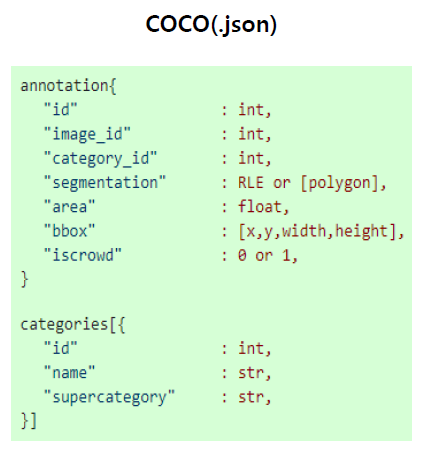 COCO(.json)
annotation{
"id" : int,
"image_id" : int,
"category_id" : int,
"segmentation" : RLE or [polygon],
"area" : float,
"bbox" : [x,y,width,height],
"iscrowd" : 0 or 1,
}
categories[{
"id" : int,
"name" : str,
"supercategory" : str,
}]